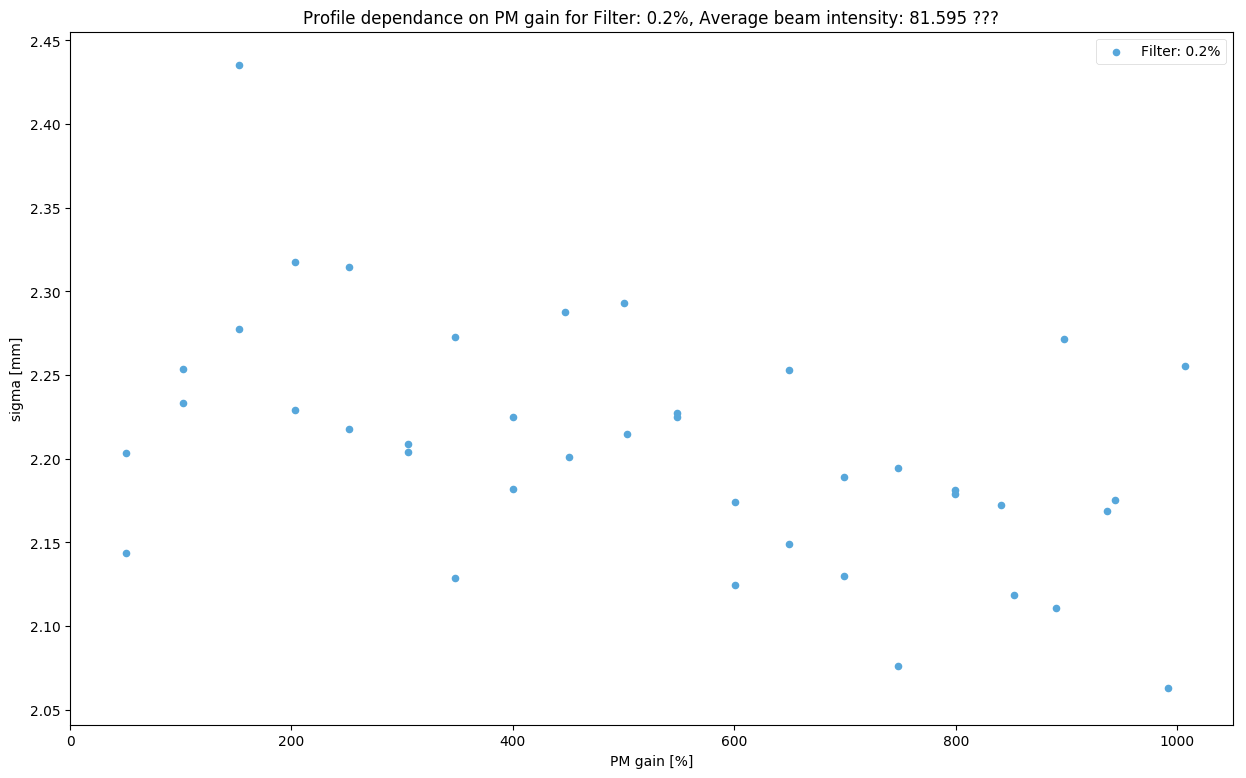 Profile dependance on PM gain for Filter: 0.2%, Average beam intensity: 81.595 ???
Filter: 0.2%
2.45
2.40
2.35
2.30
2.25
2.20
2.15
2.10
2.05
sigma [mm]
0 200 400 600 800 1000
PM gain [%]